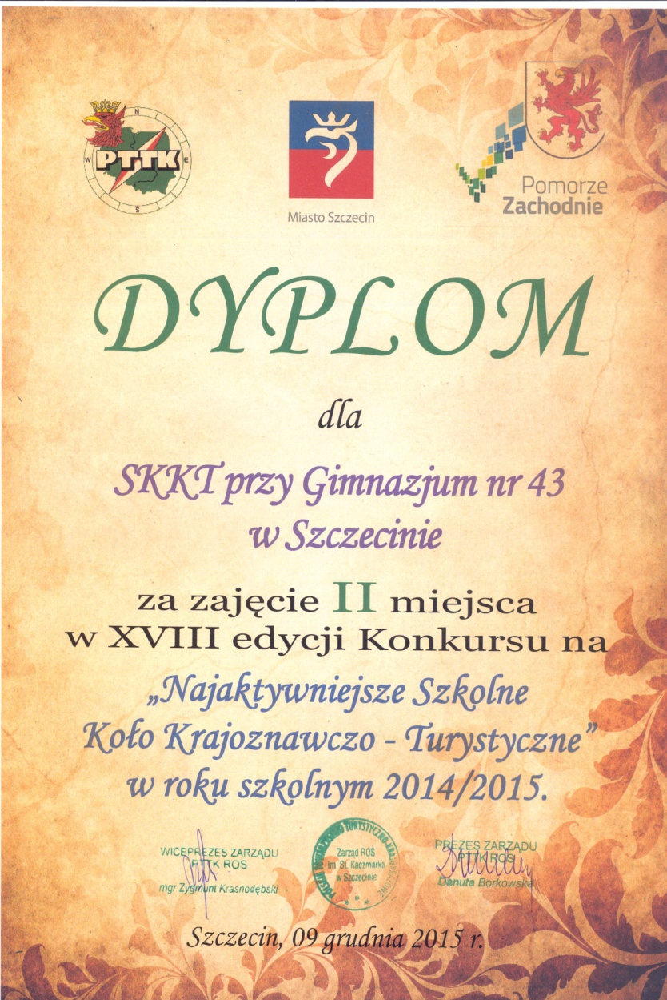 N
W PTTK E
S
Miasto Szczecin
Pomorze
Zachodnie
DYPLOM
dla
SKKT przy Gimnazjum nr 43
w Szczecinie
za zajęcie II miejsca
w XVIII edycji Konkursu na
„Najaktywniejsze Szkolne
Koło Krajoznawczo - Turystyczne”
w roku szkolnym 2014/2015.
WICEPREZES ZARZĄDU
PTTK ROS
mgr Zygmunt Krasnodębski
Zarząd ROS
im. St. Kaczmarka
w Szczecinie
PREZES ZARZĄDU
PTTK ROS
Danuta Borkowska
Szczecin, 09 grudnia 2015 r.